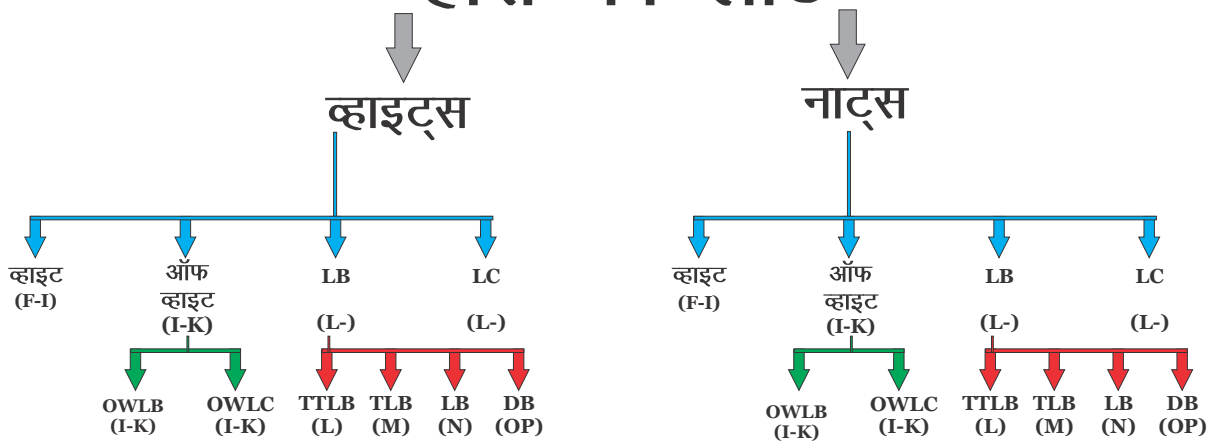 व्हाइट्स
नाट्स
व्हाइट
(F-I)
ऑफ
व्हाइट
(I-K)
LB
(L-)
LC
(L-)
व्हाइट
(F-I)
ऑफ
व्हाइट
(I-K)
LB
(L-)
LC
(L-)
OWLB
(I-K)
OWLC
(I-K)
TTLB
(L)
TLB
(M)
LB
(N)
DB
(OP)
OWLB
(I-K)
OWLC
(I-K)
TTLB
(L)
TLB
(M)
LB
(N)
DB
(OP)